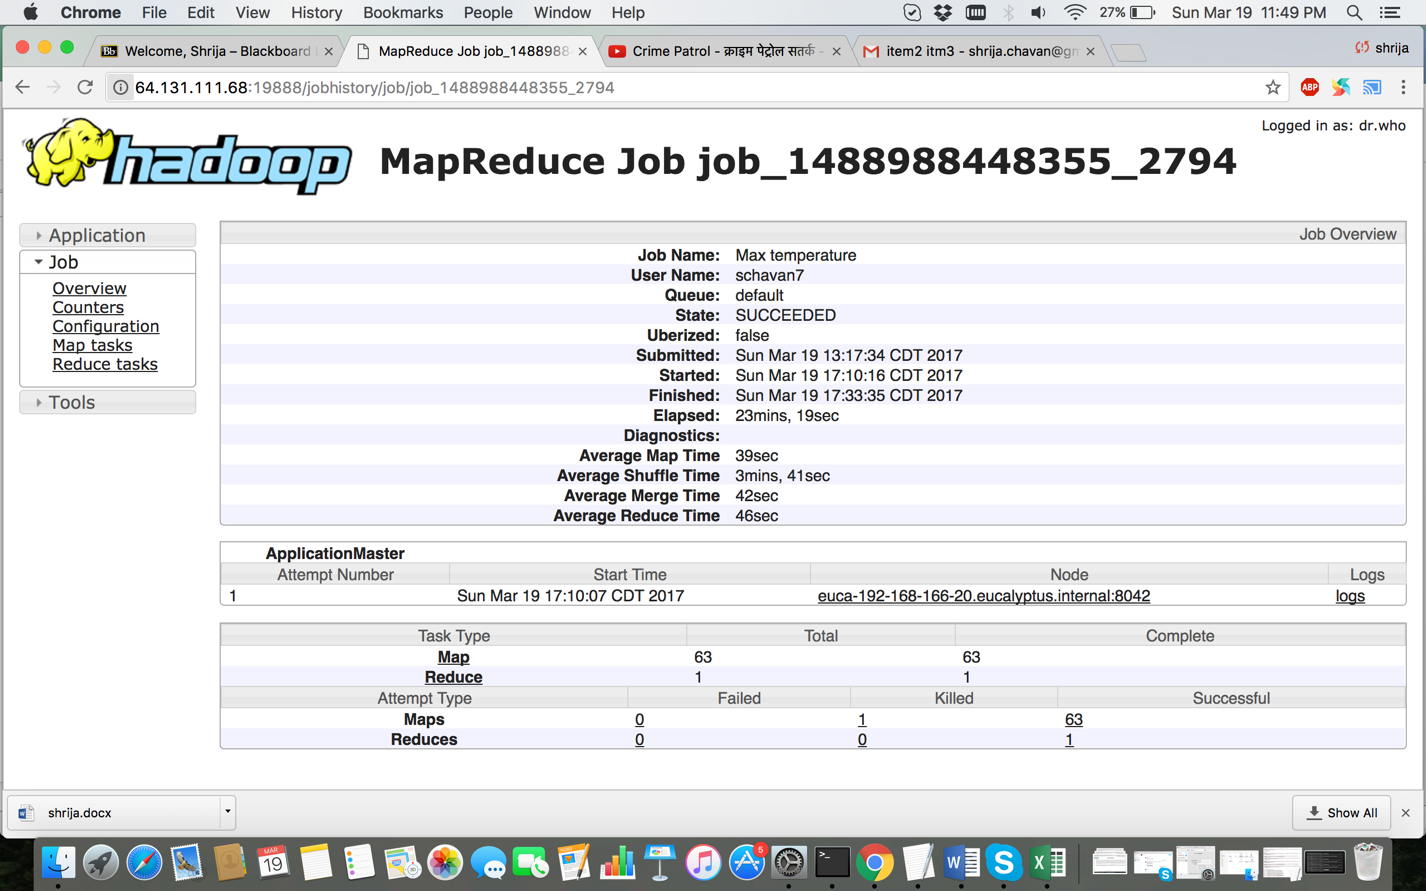 Chrome File Edit View History Bookmarks People Window Help 27% Sun Mar 19 11:49 PM
Bb Welcome, Shrija – Blackboard
MapReduce Job job_1488988
Crime Patrol - क्राइम पेट्रोल सतर्क -
item2 itm3 - shrija.chavan@gm
shrija
64.131.111.68:19888/jobhistory/job/job_1488988448355_2794
ABP
Logged in as: dr.who
hadoop
MapReduce Job job_1488988448355_2794
Application
Job
Overview
Counters
Configuration
Map tasks
Reduce tasks
Tools
Job Overview
Job Name: Max temperature
User Name: schavan7
Queue: default
State: SUCCEEDED
Uberized: false
Submitted: Sun Mar 19 13:17:34 CDT 2017
Started: Sun Mar 19 17:10:16 CDT 2017
Finished: Sun Mar 19 17:33:35 CDT 2017
Elapsed: 23mins, 19sec
Diagnostics:
Average Map Time 39sec
Average Shuffle Time 3mins, 41sec
Average Merge Time 42sec
Average Reduce Time 46sec
ApplicationMaster
Attempt Number Start Time Node Logs
1 Sun Mar 19 17:10:07 CDT 2017 euca-192-168-166-20.eucalyptus.internal:8042 logs
Task Type Total Complete
Map 63 63
Reduce 1 1
Attempt Type Failed Killed Successful
Maps 0 1 63
Reduces 0 0 1
shrija.docx
Show All
MAR
19
5